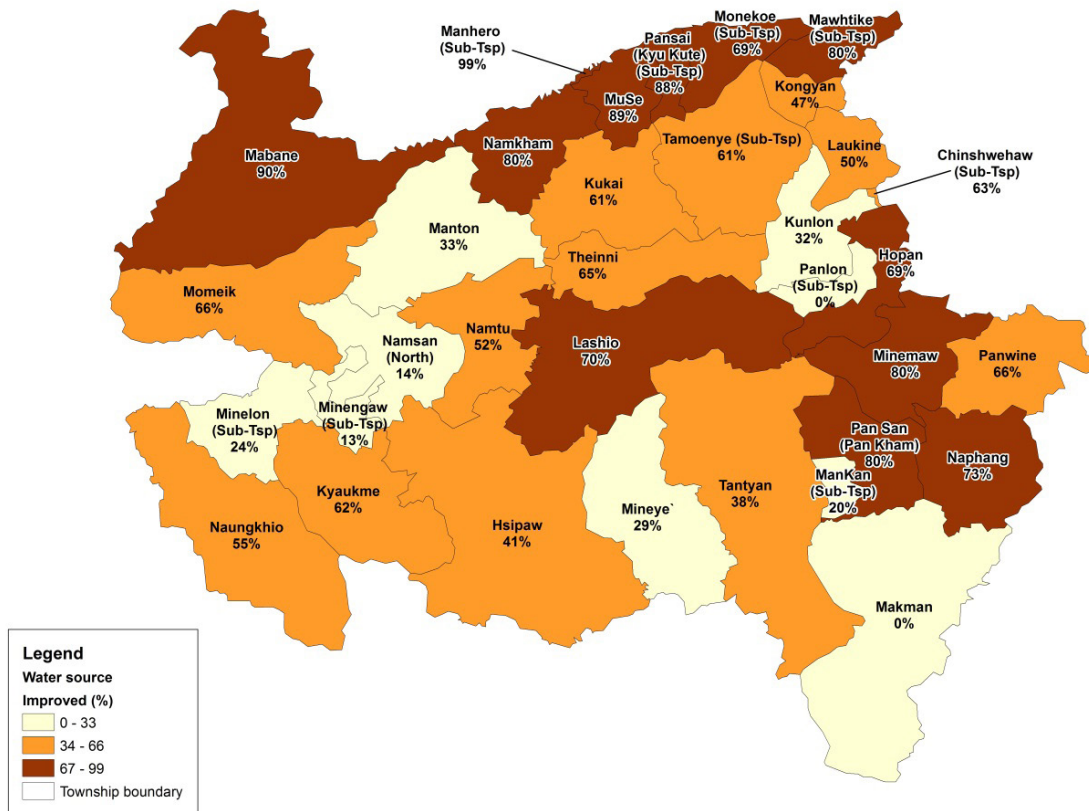 Manhero
(Sub-Tsp)
99%
Pansai
(Kyu Kute)
(Sub-Tsp)
88%
Monekoe
(Sub-Tsp)
69%
Mawhtike
(Sub-Tsp)
80%
Kongyan
47%
MuSe
89%
Namkham
80%
Mabane
90%
Tamoenye (Sub-Tsp)
61%
Laukine
50%
Chinshwehaw
(Sub-Tsp)
63%
Kukai
61%
Manton
33%
Kunlon
32%
Hopan
69%
Theinni
65%
Panlon
(Sub-Tsp)
0%
Momeik
66%
Namsan
(North)
14%
Namtu
52%
Lashio
70%
Minemaw
80%
Panwine
66%
Minelon
(Sub-Tsp)
24%
Minengaw
(Sub-Tsp)
13%
Pan San
(Pan Kham)
80%
Naphang
73%
ManKan
(Sub-Tsp)
20%
Kyaukme
62%
Tantyan
38%
Mineye`
29%
Hsipaw
41%
Naungkhio
55%
Makman
0%
Legend
Water source
Improved (%)
0 - 33
34 - 66
67 - 99
Township boundary